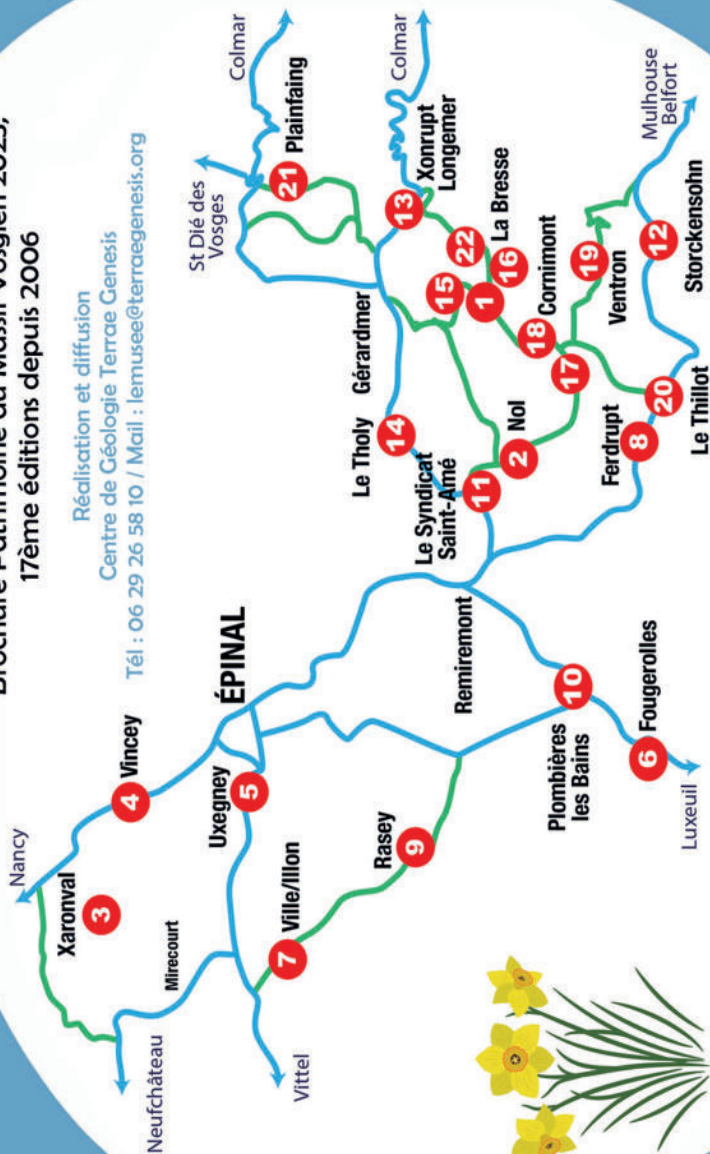 Brochure Patrimoine du Massif Vosgien 2023,
17ème éditions depuis 2006
Réalisation et diffusion
Centre de Géologie Terrae Genesis
Tél : 06 29 26 58 10 / Mail : lemusee@terraegenesis.org
Nancy
Xaronval
3
4
Vincey
Mirecourt
Neufchâteau
Uxegney
5
ÉPINAL
Ville/Illon
7
Vittel
Rasey
9
Remiremont
Plombières
les Bains
10
6
Fougerolles
Luxeuil
St Dié des
Vosges
Colmar
21
Plainfaing
Colmar
Gérardmer
13
Xonrupt
Longemer
Le Tholy
14
15
22
La Bresse
1
16
Le Syndicat
Saint-Amé
11
2
Nol
18
Cornimont
17
19
Ventron
Ferdrupt
8
20
Le Thillot
12
Storckensohn
Mulhouse
Belfort